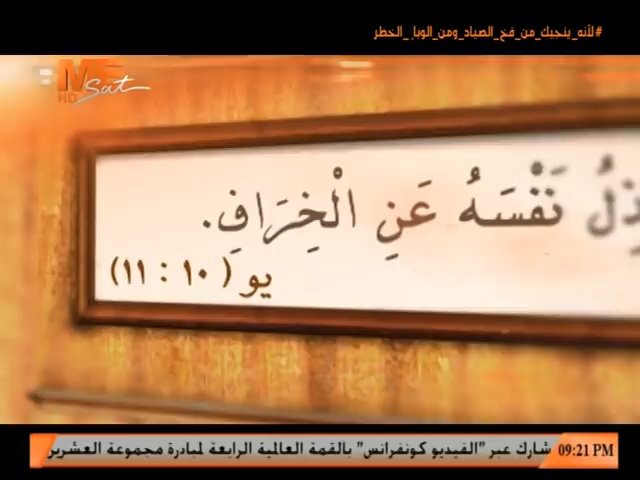 #لأنه_ينجيك_من_فخ_الصياد_ومن_الوبا_الخطر
M Sat
HD
ذِلُ نَفْسَهُ عَنِ الْخِرَافِ.
يو ( ١٠ : ١١)
شارك عبر "الفيديو كونفرانس" بالقمة العالمية الرابعة لمبادرة مجموعة العشرين
09:21 PM